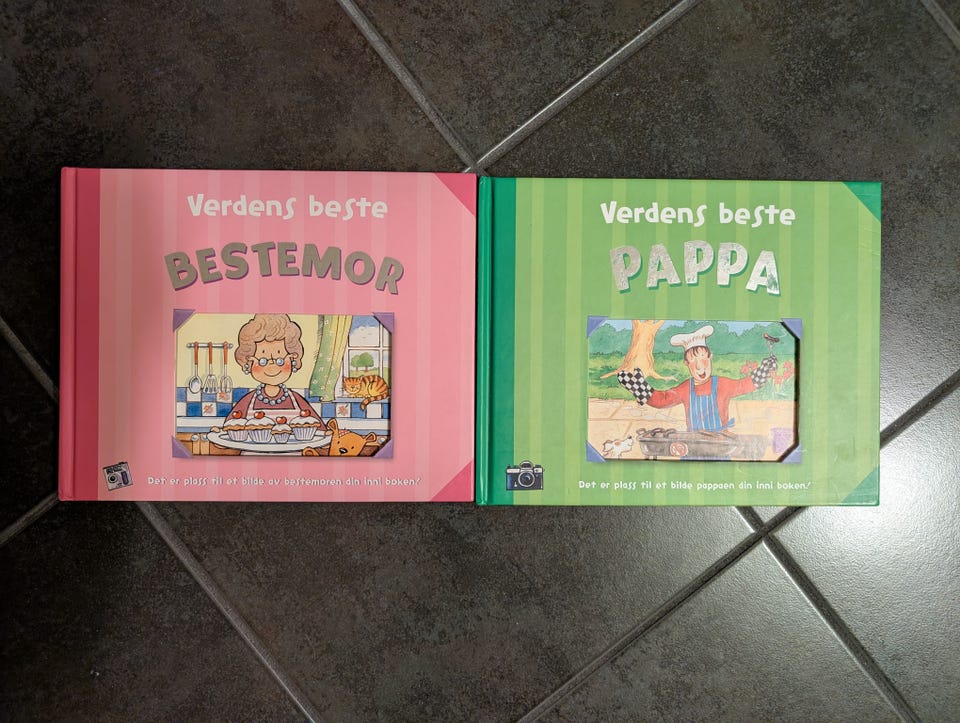 Verdens beste
BESTEMOR
Det er plass til et bilde av bestemoren din inni boken!
Verdens beste
PAPPA
Det er plass til et bilde pappaen din inni boken!